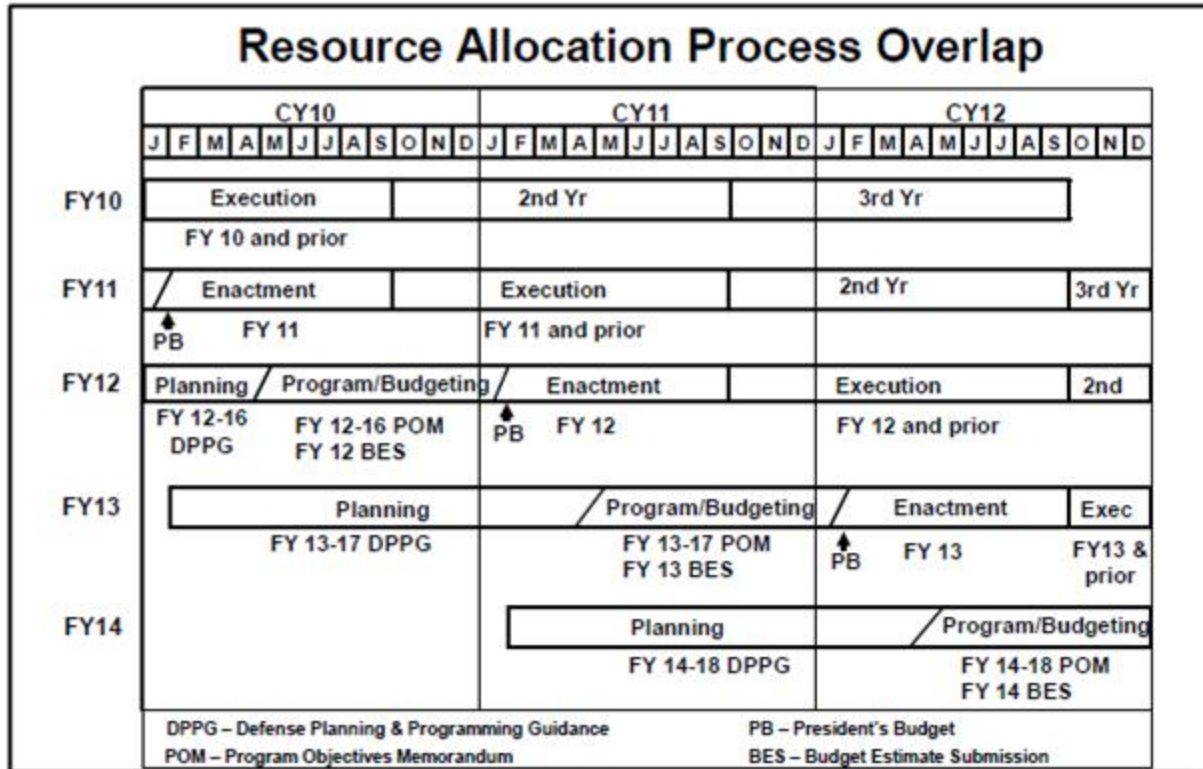 Resource Allocation Process Overlap
CY10 CY11 CY12
J F M A M J J A S O N D J F M A M J J A S O N D J F M A M J J A S O N D
FY10 Execution 2nd Yr 3rd Yr
FY 10 and prior
FY11 Enactment Execution 2nd Yr 3rd Yr
PB FY 11 FY 11 and prior
FY12 Planning Program/Budgeting Enactment Execution 2nd
FY 12-16 DPPG
FY 12-16 POM
FY 12 BES
PB FY 12 FY 12 and prior
FY13 Planning Program/Budgeting Enactment Exec
FY 13-17 DPPG
FY 13-17 POM
FY 13 BES
PB FY 13
FY13 &
prior
FY14 Planning Program/Budgeting
FY 14-18 DPPG
FY 14-18 POM
FY 14 BES
DPPG – Defense Planning & Programming Guidance PB – President's Budget
POM – Program Objectives Memorandum BES – Budget Estimate Submission